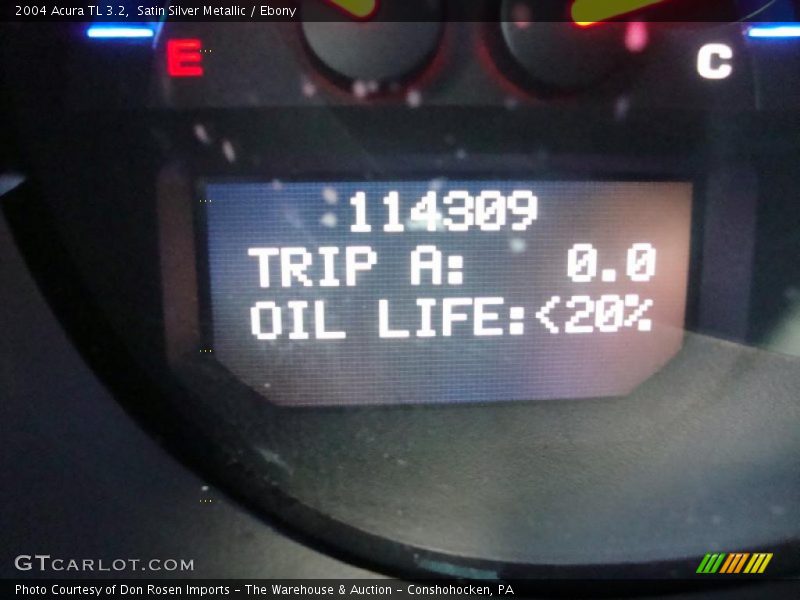 2004 Acura TL 3.2,  Satin Silver Metallic / Ebony
E
C
114309
TRIP A: 0.0
OIL LIFE:<20%
GTCARLOT.COM
Photo Courtesy of Don Rosen Imports - The Warehouse & Auction - Conshohocken, PA